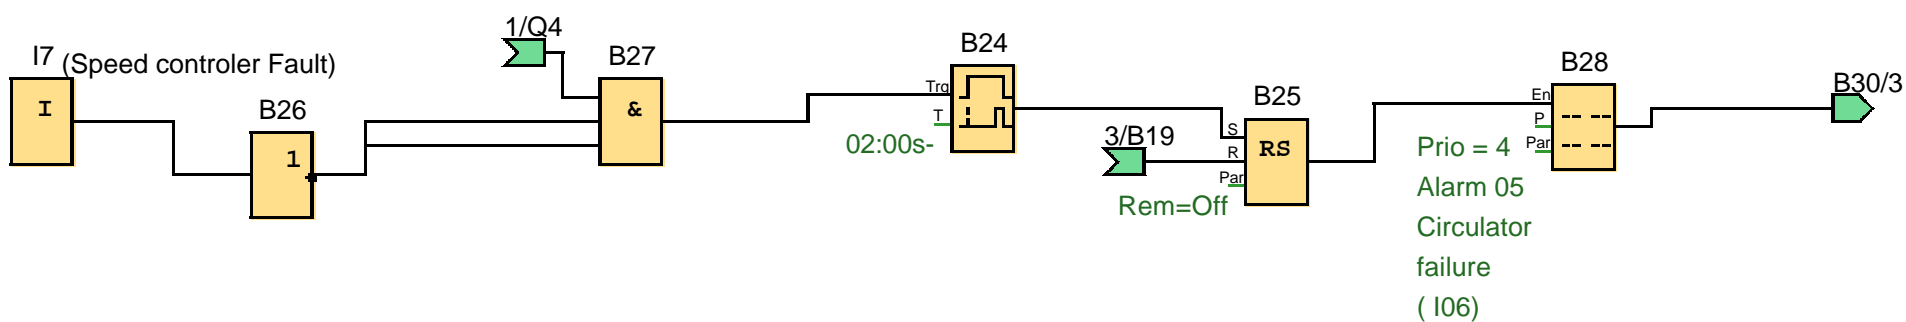 1/Q4
I7 (Speed controler Fault)
B27
B24
B28
B26
B25
B30/3
I
1
&
Trg
T
02:00s-
3/B19
S
R
Par
RS
Rem=Off
En
P
Par
Prio = 4
Alarm 05
Circulator
failure
( I06)